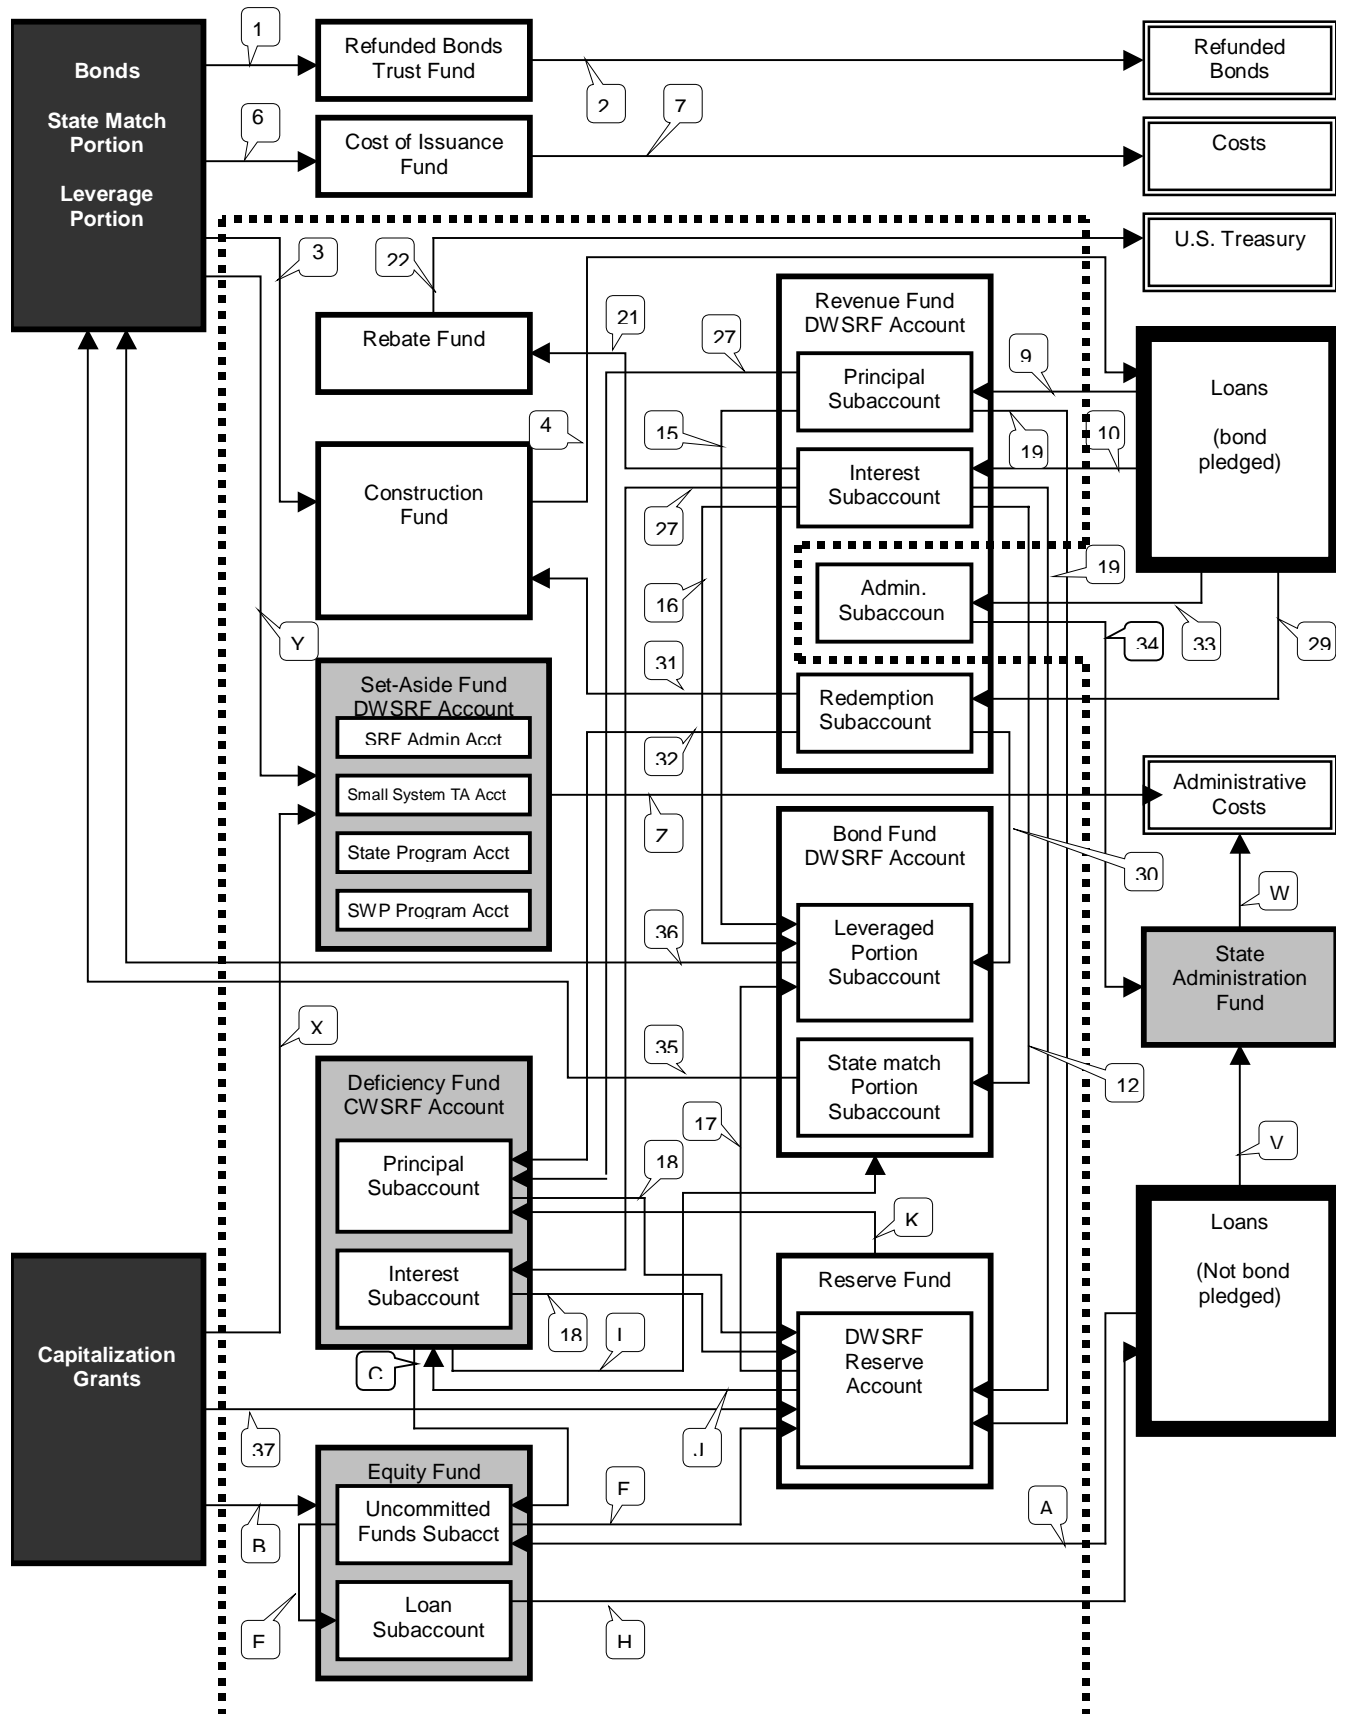 Bonds
State Match
Portion
Leverage
Portion
1
Refunded Bonds
Trust Fund
2
7
Refunded
Bonds
6
Cost of Issuance
Fund
Costs
3
22
U.S. Treasury
Rebate Fund
21
27
Revenue Fund
DWSRF Account
9
Principal
Subaccount
Loans
(bond
pledged)
4
15
19
10
Construction
Fund
Interest
Subaccount
27
16
19
Admin.
Subaccoun
34
33
29
Y
31
Set-Aside Fund
DWSRF Account
SRF Admin Acct
Small System TA Acct
State Program Acct
SWP Program Acct
Redemption
Subaccount
32
7
Administrative
Costs
Bond Fund
DWSRF Account
30
W
36
Leveraged
Portion
Subaccount
State
Administration
Fund
X
35
State match
Portion
Subaccount
12
Deficiency Fund
CWSRF Account
17
V
Principal
Subaccount
18
K
Loans
(Not bond
pledged)
Interest
Subaccount
Reserve Fund
18
I
DWSRF
Reserve
Account
Capitalization
Grants
C
37
J
Equity Fund
Uncommitted
Funds Subacct
A
B
Loan
Subaccount
H